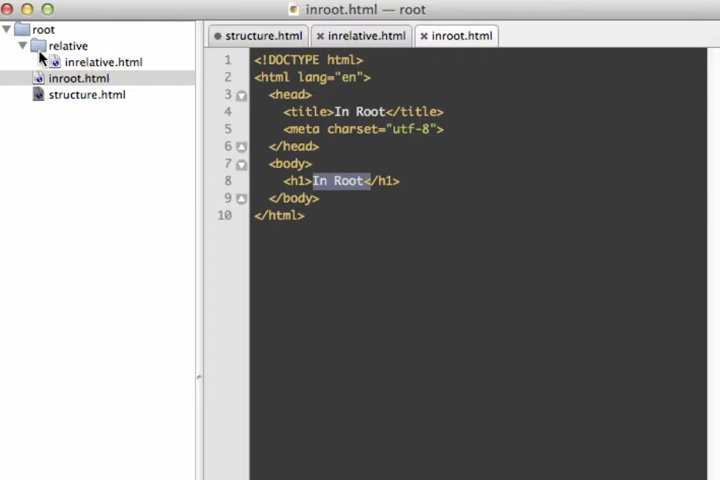 inroot.html — root
root
relative
inrelative.html
inroot.html
structure.html
structure.html
inrelative.html
inroot.html
1 <!DOCTYPE html>
2 <html lang="en">
3 <head>
4 <title>In Root</title>
5 <meta charset="utf-8">
6 </head>
7 <body>
8 <h1>In Root</h1>
9 </body>
10 </html>